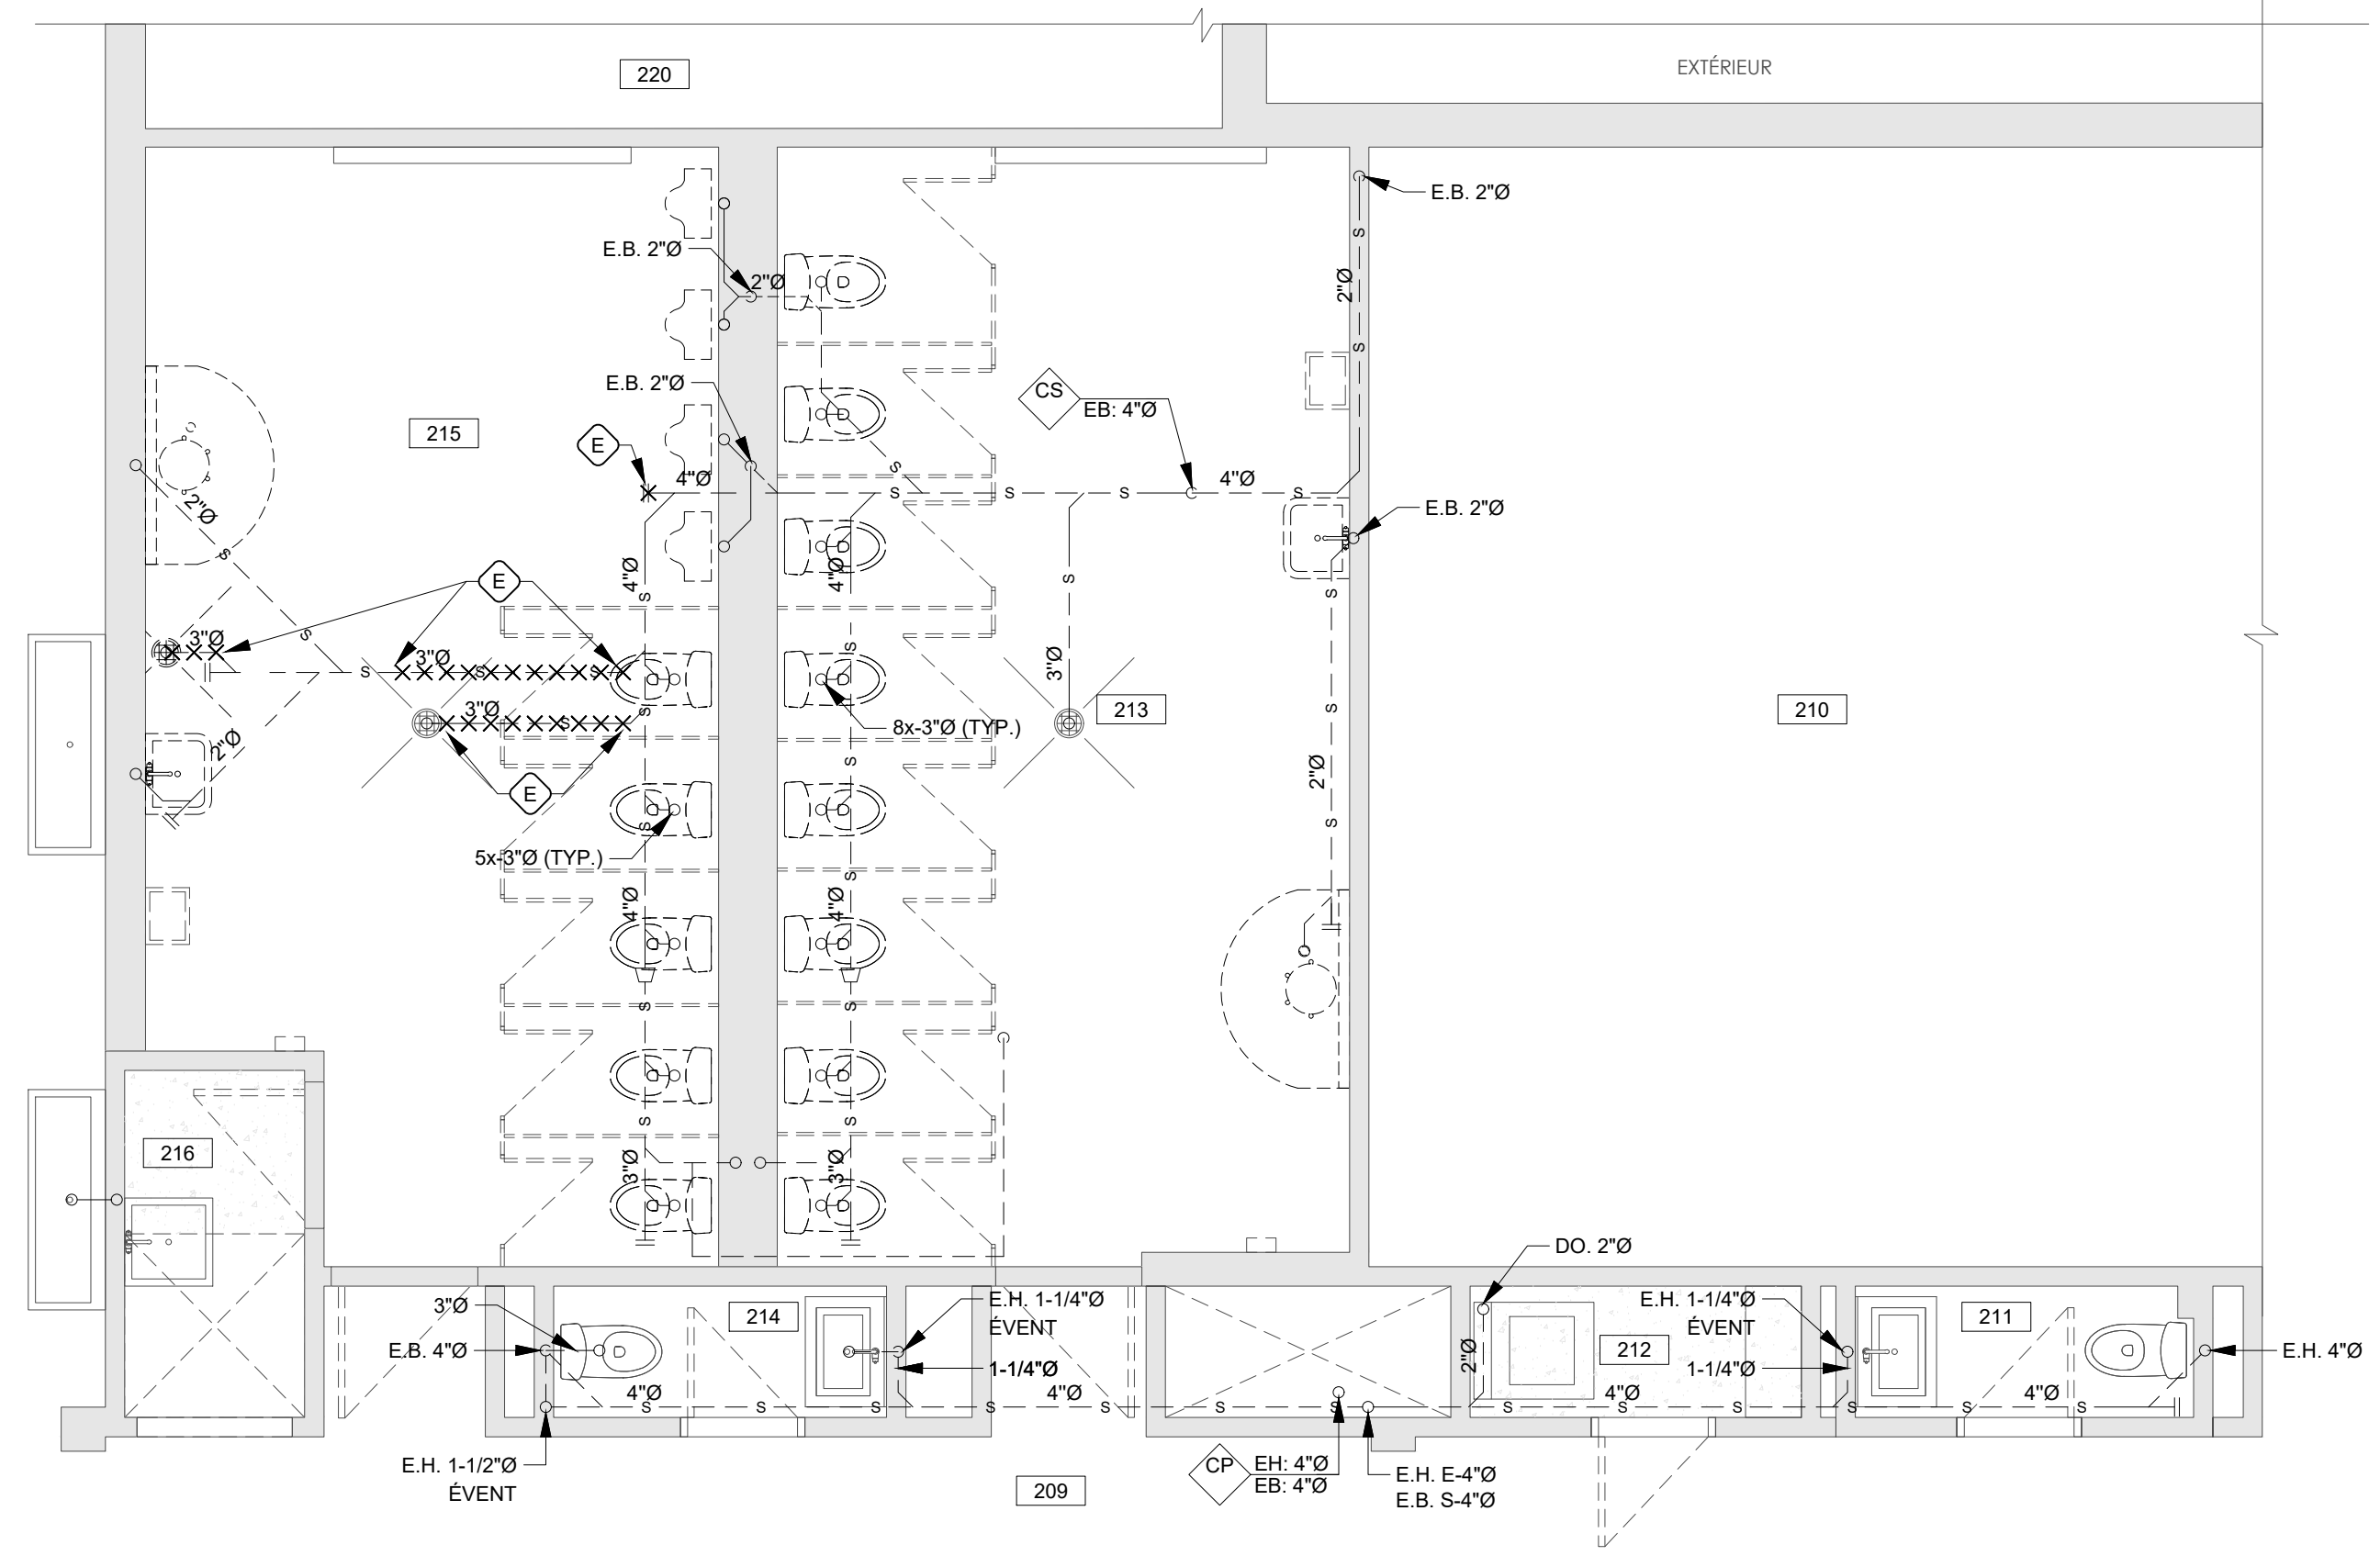 220
EXTÉRIEUR
E.B. 2"Ø
E.B. 2"Ø
2"Ø
2"Ø
S
S
E.B. 2"Ø
CS
EB: 4"Ø
215
E
4"Ø
S
S
S
S
4"Ø
S
E.B. 2"Ø
2"Ø
S
4"Ø
4"Ø
S
S
E
S
S
3"Ø
S
S
3"Ø
S
S
S
3"Ø
S
S
3"Ø
213
210
8x-3"Ø (TYP.)
S
2"Ø
S
2"Ø
E
S
S
5x-3"Ø (TYP.)
S
4"Ø
4"Ø
S
S
S
S
216
3"Ø
3"Ø
DO. 2"Ø
3"Ø
214
E.H. 1-1/4"Ø
ÉVENT
E.H. 1-1/4"Ø
ÉVENT
211
E.B. 4"Ø
1-1/4"Ø
2"Ø
212
1-1/4"Ø
E.H. 4"Ø
4"Ø
4"Ø
4"Ø
4"Ø
S
S
S
S
S
S
S
S
S
S
S
S
S
E.H. 1-1/2"Ø
ÉVENT
CP
EH: 4"Ø
EB: 4"Ø
E.H. E-4"Ø
E.B. S-4"Ø
209